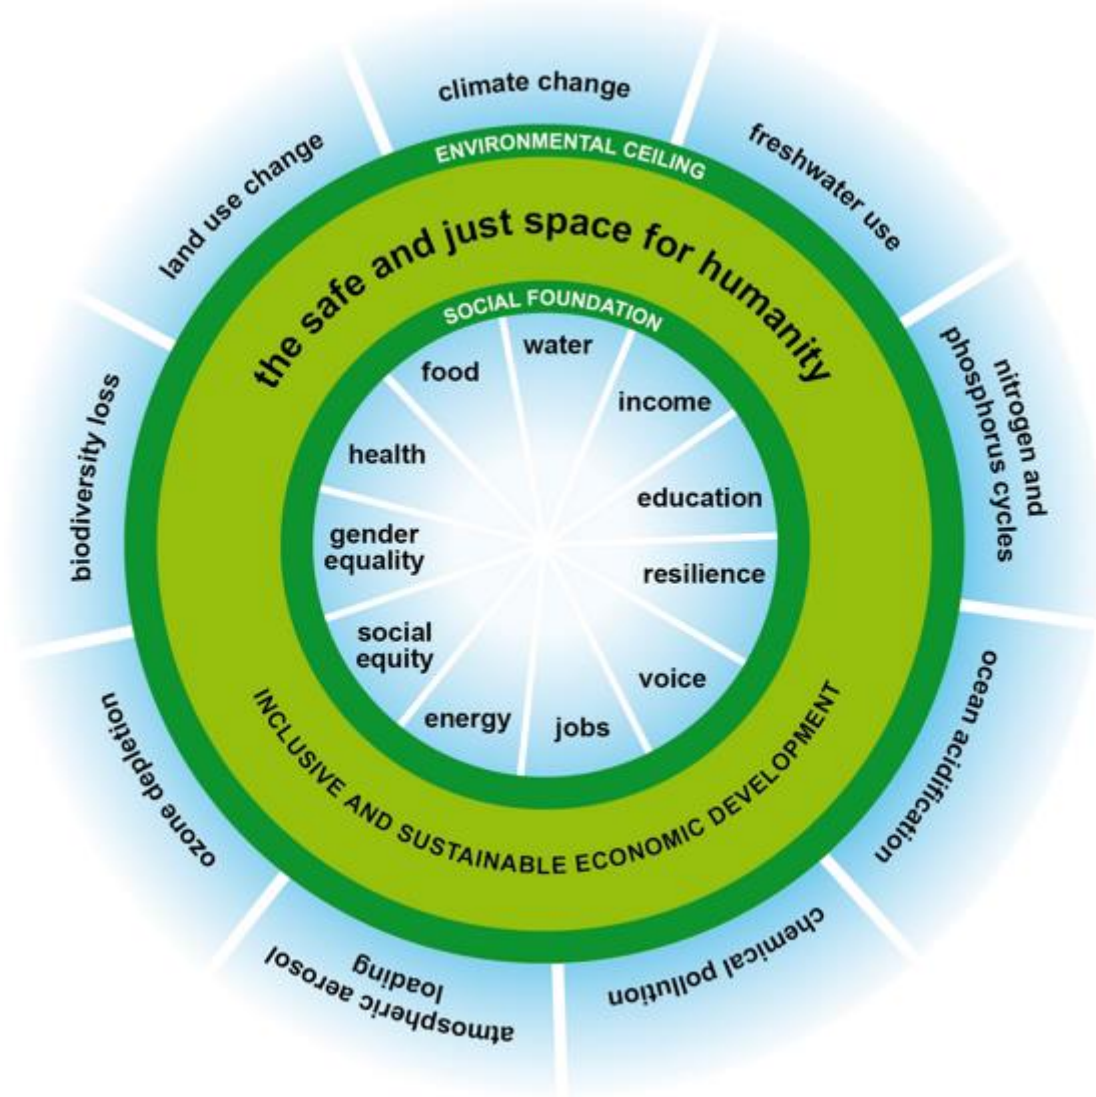 climate change
freshwater use
nitrogen and
phosphorus cycles
ocean acidification
chemical pollution
atmospheric aerosol
loading
ozone depletion
biodiversity loss
land use change
ENVIRONMENTAL CEILING
the safe and just space for humanity
SOCIAL FOUNDATION
water
income
education
resilience
voice
jobs
energy
social
equity
gender
equality
health
food
INCLUSIVE AND SUSTAINABLE ECONOMIC DEVELOPMENT